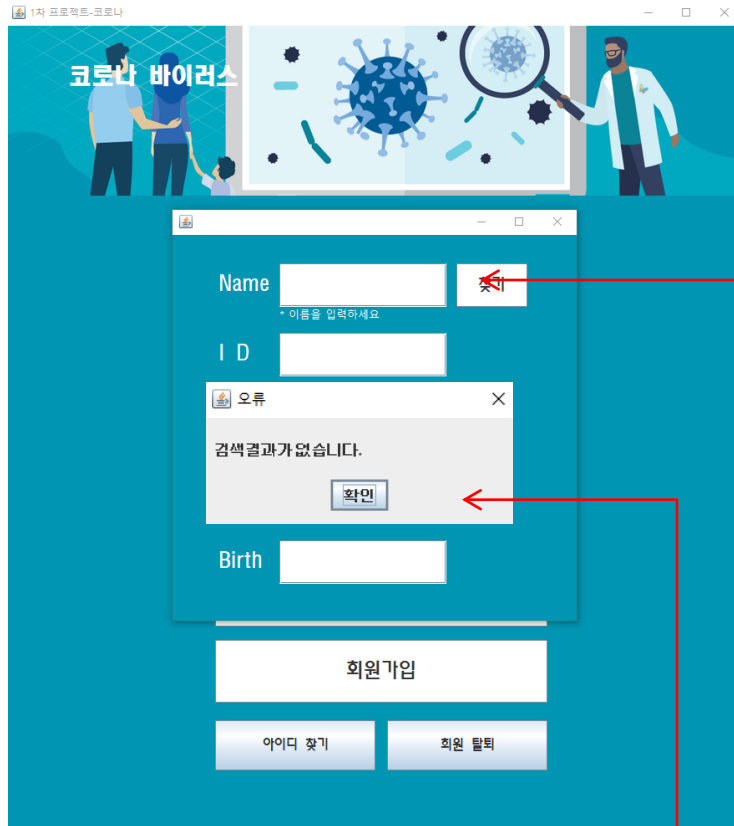 1차 프로젝트-코로나
코로나 바이러스
Name
찾기
* 이름을 입력하세요
I D
오류
검색결과가 없습니다.
확인
Birth
회원가입
아이디 찾기
회원 탈퇴